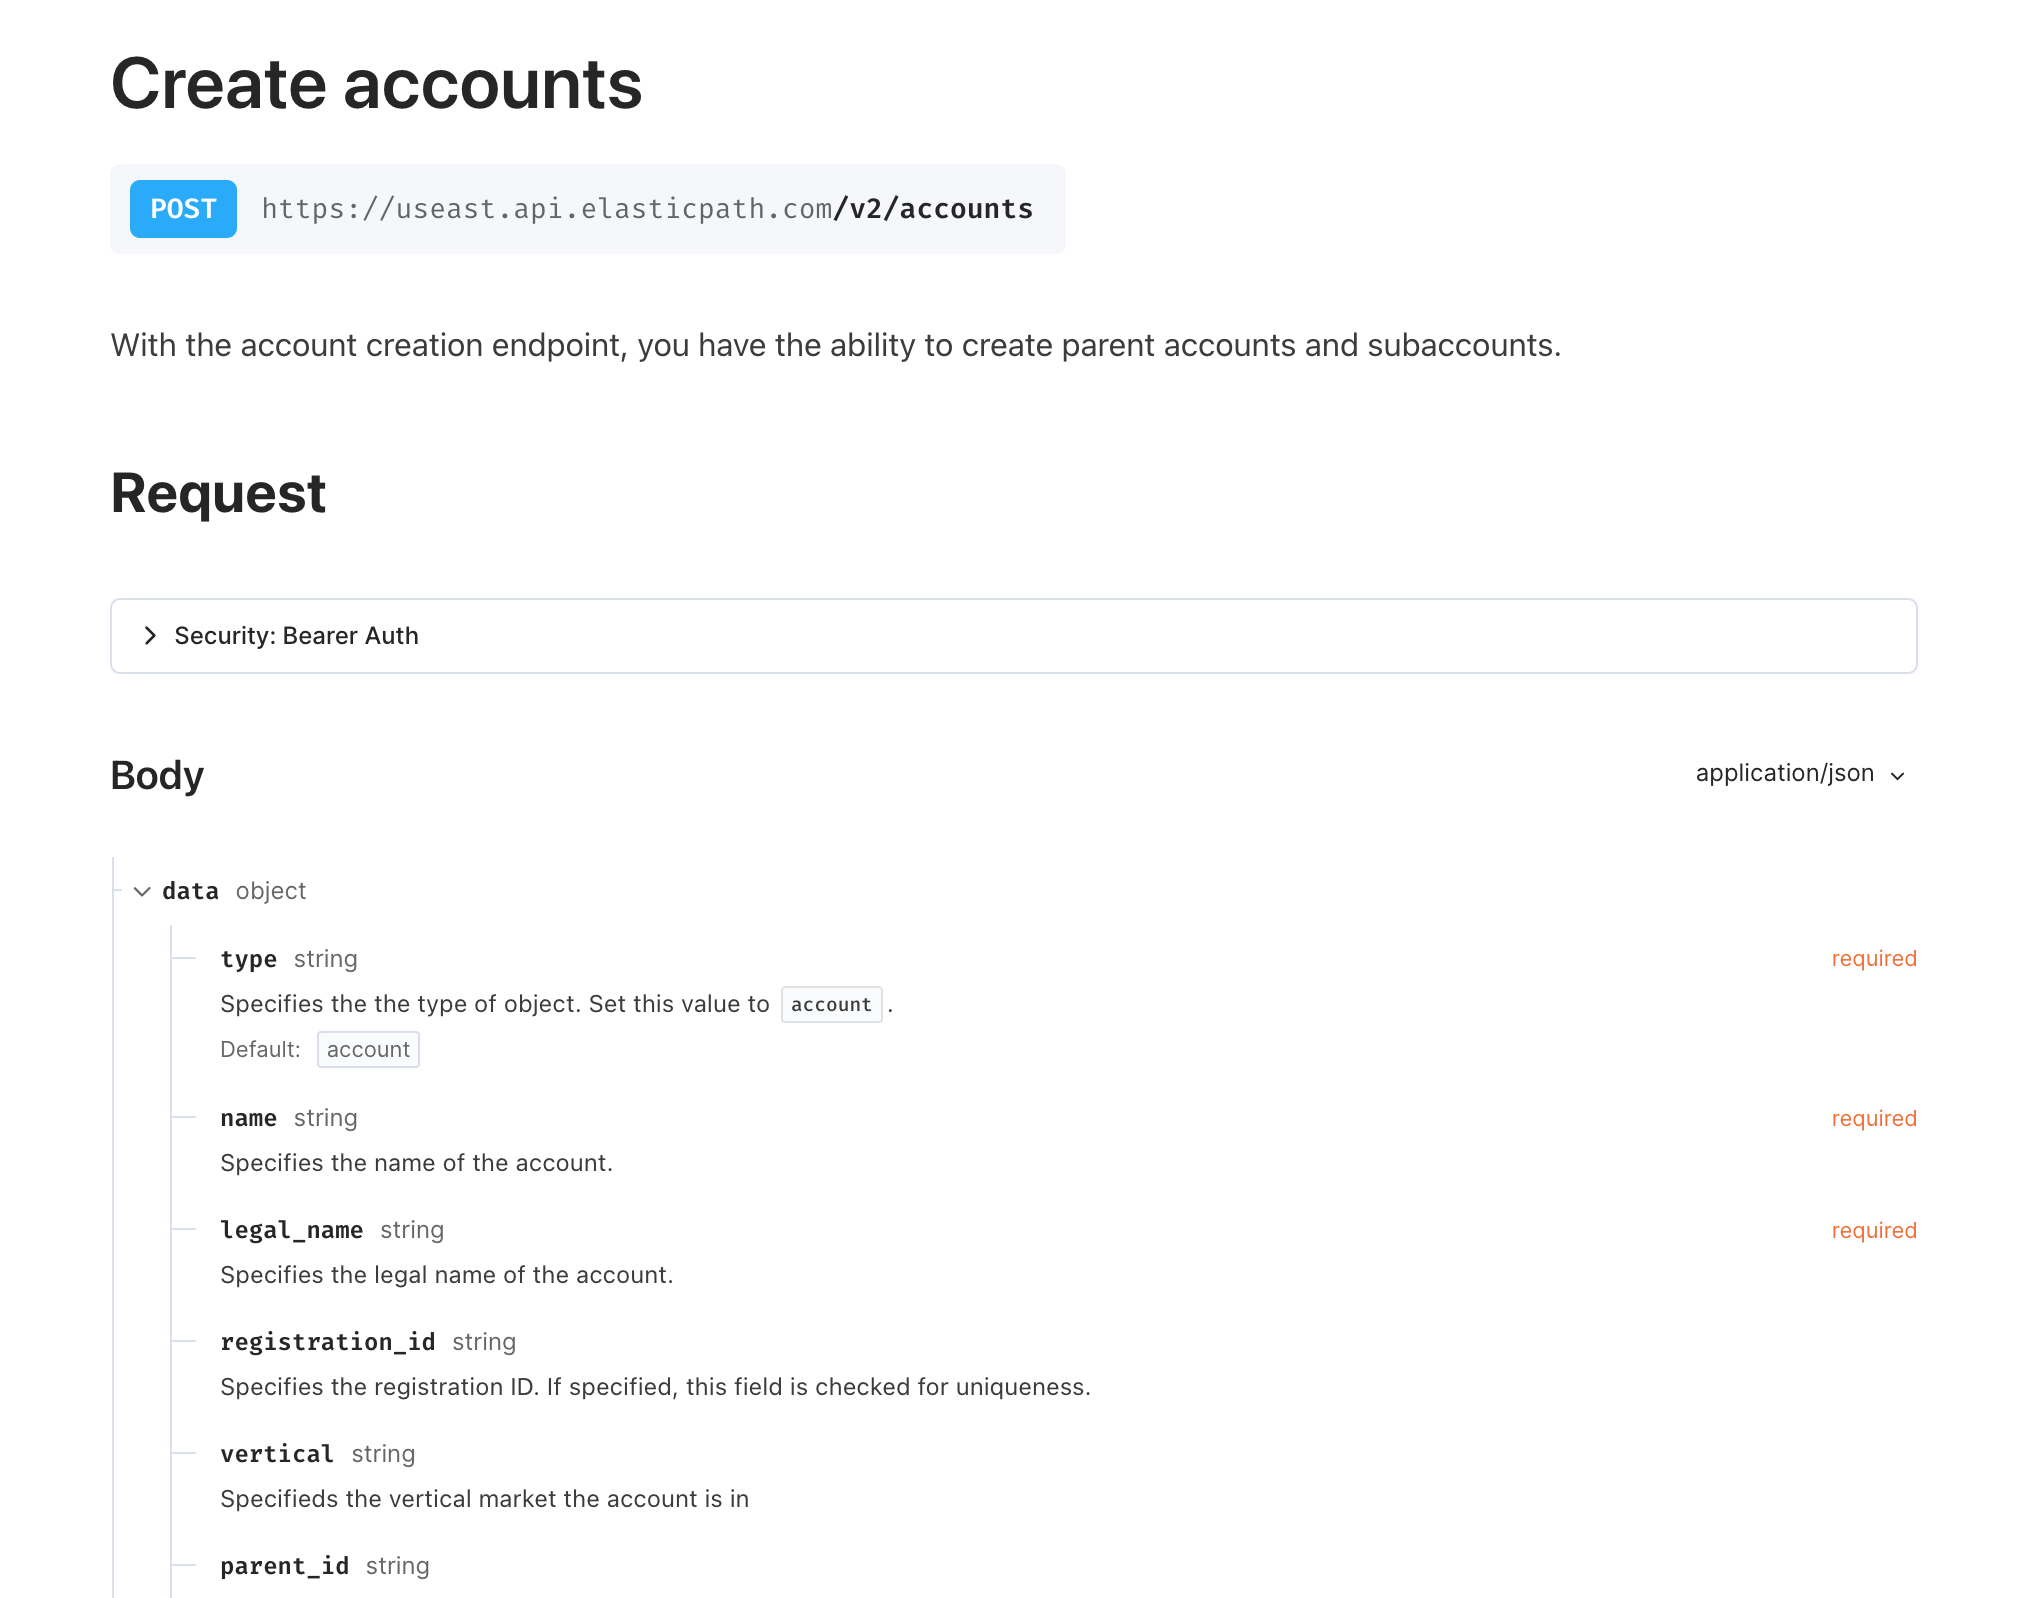 Create accounts
POST https://useast.api.elasticpath.com/v2/accounts
With the account creation endpoint, you have the ability to create parent accounts and subaccounts.
Request
Security: Bearer Auth
Body
application/json
data object
type string required
Specifies the the type of object. Set this value to account .
Default: account
name string required
Specifies the name of the account.
legal_name string required
Specifies the legal name of the account.
registration_id string
Specifies the registration ID. If specified, this field is checked for uniqueness.
vertical string
Specifieds the vertical market the account is in
parent_id string